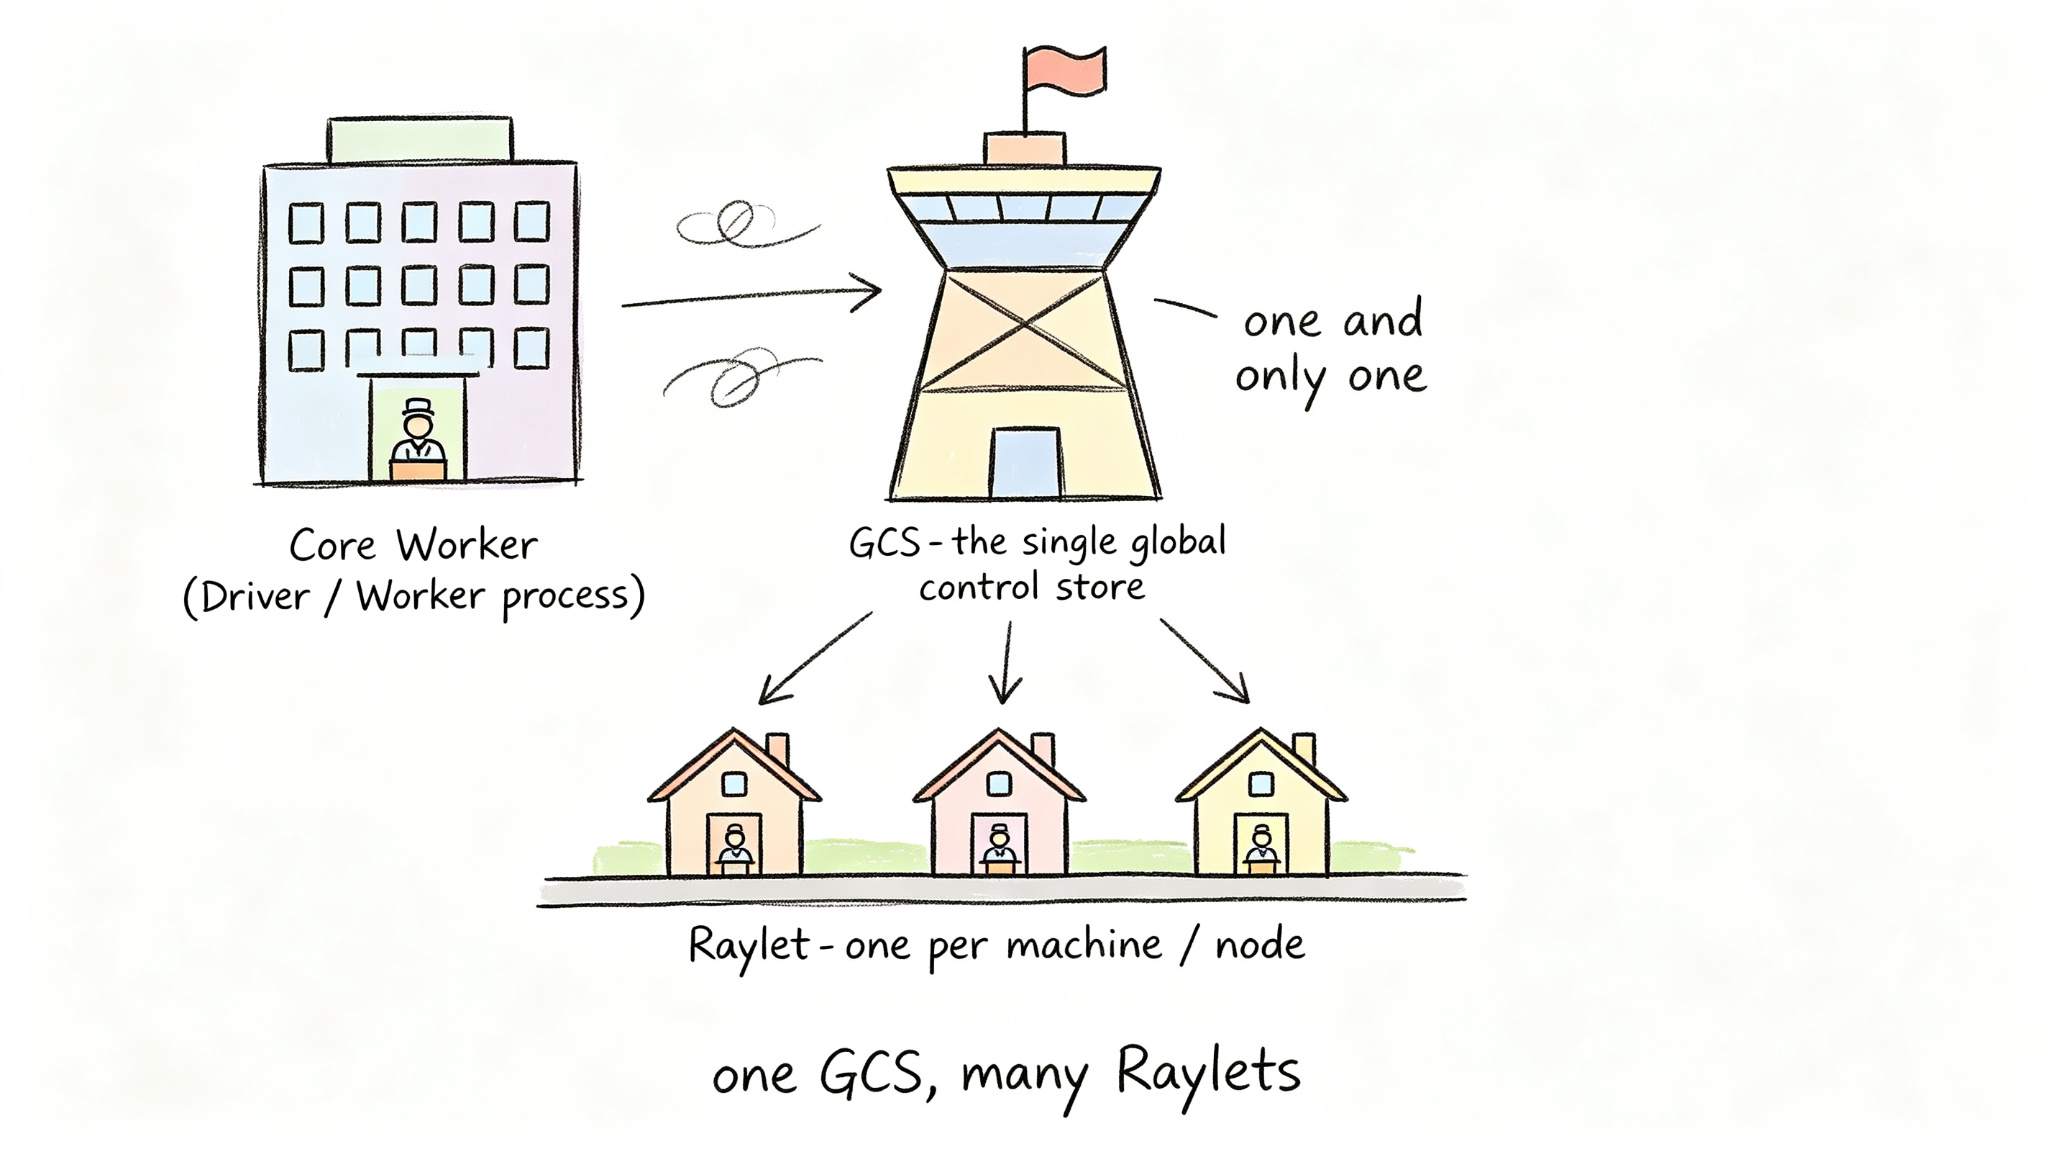 Core Worker
(Driver / Worker process)
one and
only one
GCS - the single global
control store
Raylet - one per machine / node
one GCS, many Raylets